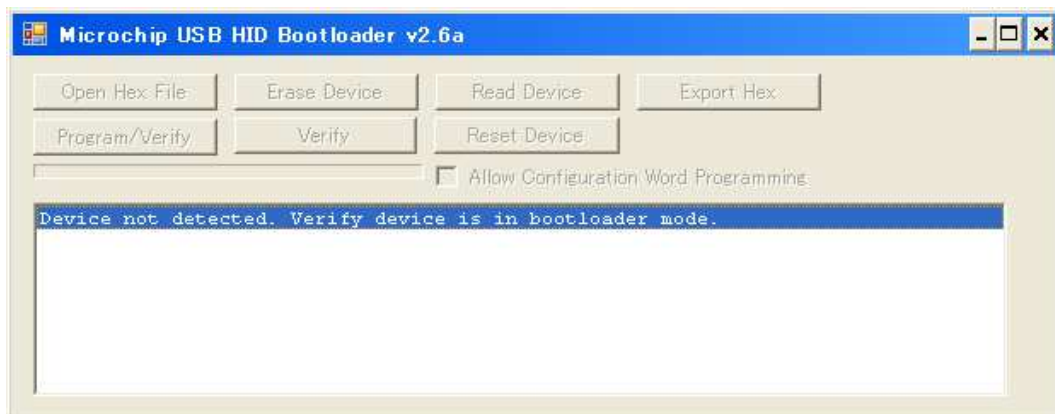 Microchip USB HID Bootloader v2.6a
Open Hex File Erase Device Read Device Export Hex
Program/Verify Verify Reset Device
Allow Configuration Word Programming
Device not detected. Verify device is in bootloader mode.